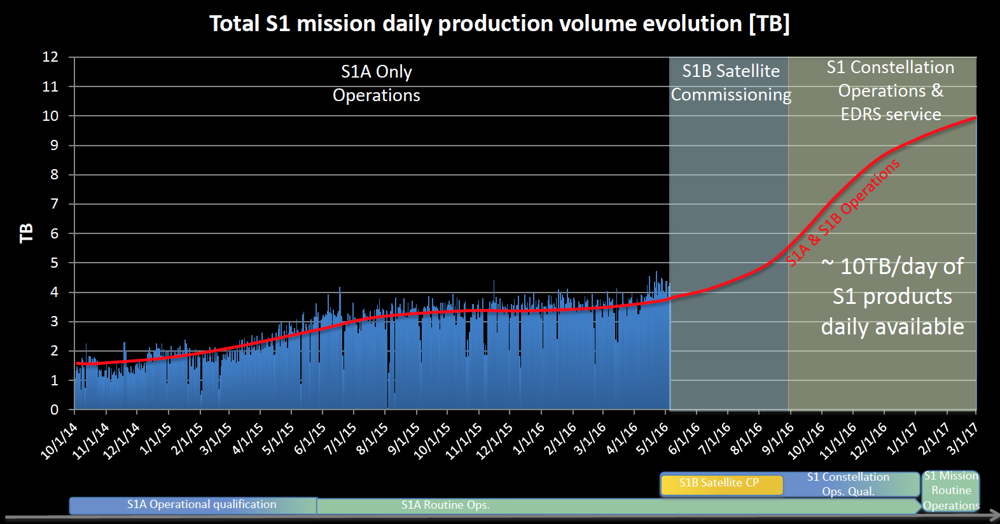 Total S1 mission daily production volume evolution [TB]
12
11
10
9
8
7
6
5
4
3
2
1
0
TB
S1A Only
Operations
S1B Satellite
Commissioning
S1 Constellation
Operations &
EDRS service
S1A & S1B Operations
~ 10TB/day of
S1 products
daily available
10/1/14
11/1/14
12/1/14
1/1/15
2/1/15
3/1/15
4/1/15
5/1/15
6/1/15
7/1/15
8/1/15
9/1/15
10/1/15
11/1/15
12/1/15
1/1/16
2/1/16
3/1/16
4/1/16
5/1/16
6/1/16
7/1/16
8/1/16
9/1/16
10/1/16
11/1/16
12/1/16
1/1/17
2/1/17
3/1/17
S1B Satellite CP
S1 Constellation
Ops. Qual.
S1 Mission
Routine
Operations
S1A Operational qualification
S1A Routine Ops.